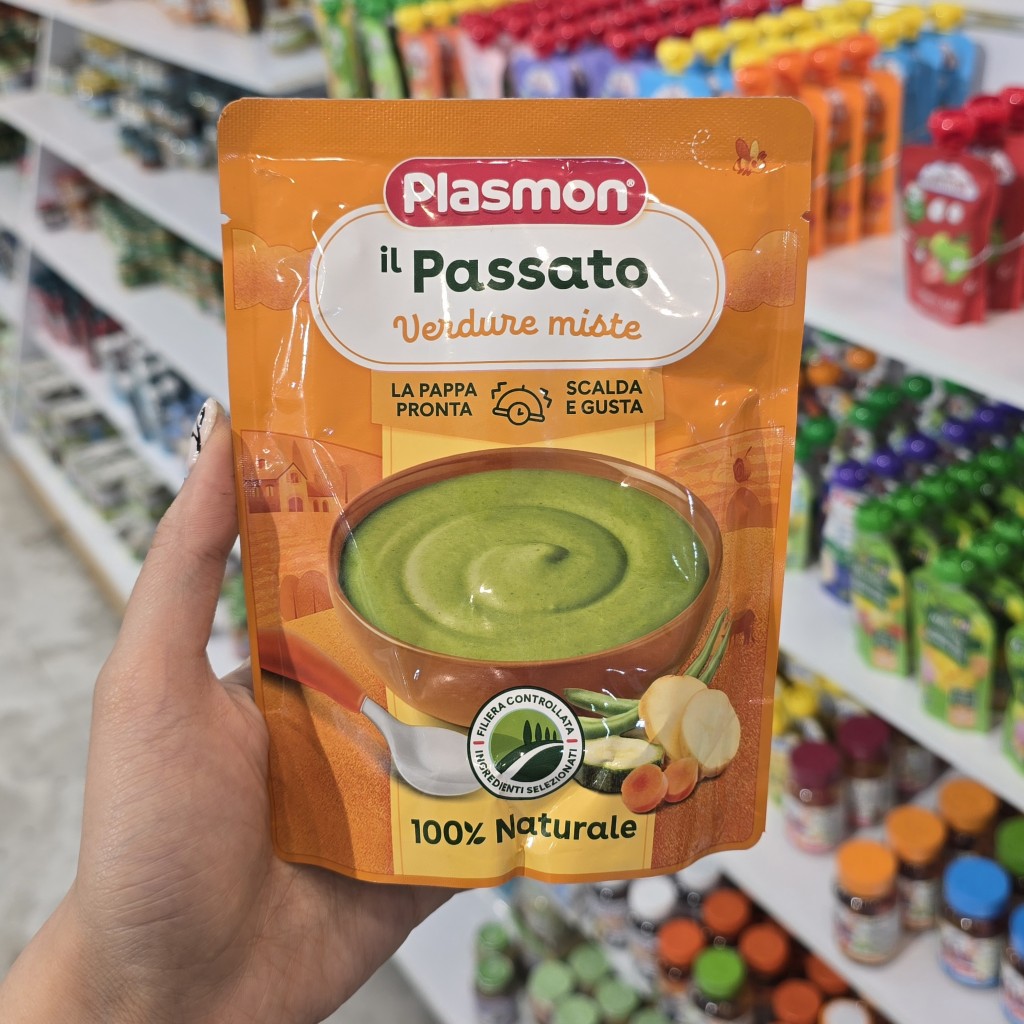 Plasmon®
il Passato
Verdure miste
LA PAPPA
PRONTA
SCALDA
E GUSTA
FILIERA CONTROLLATA
INGREDIENTI SELEZIONATI
100% Naturale